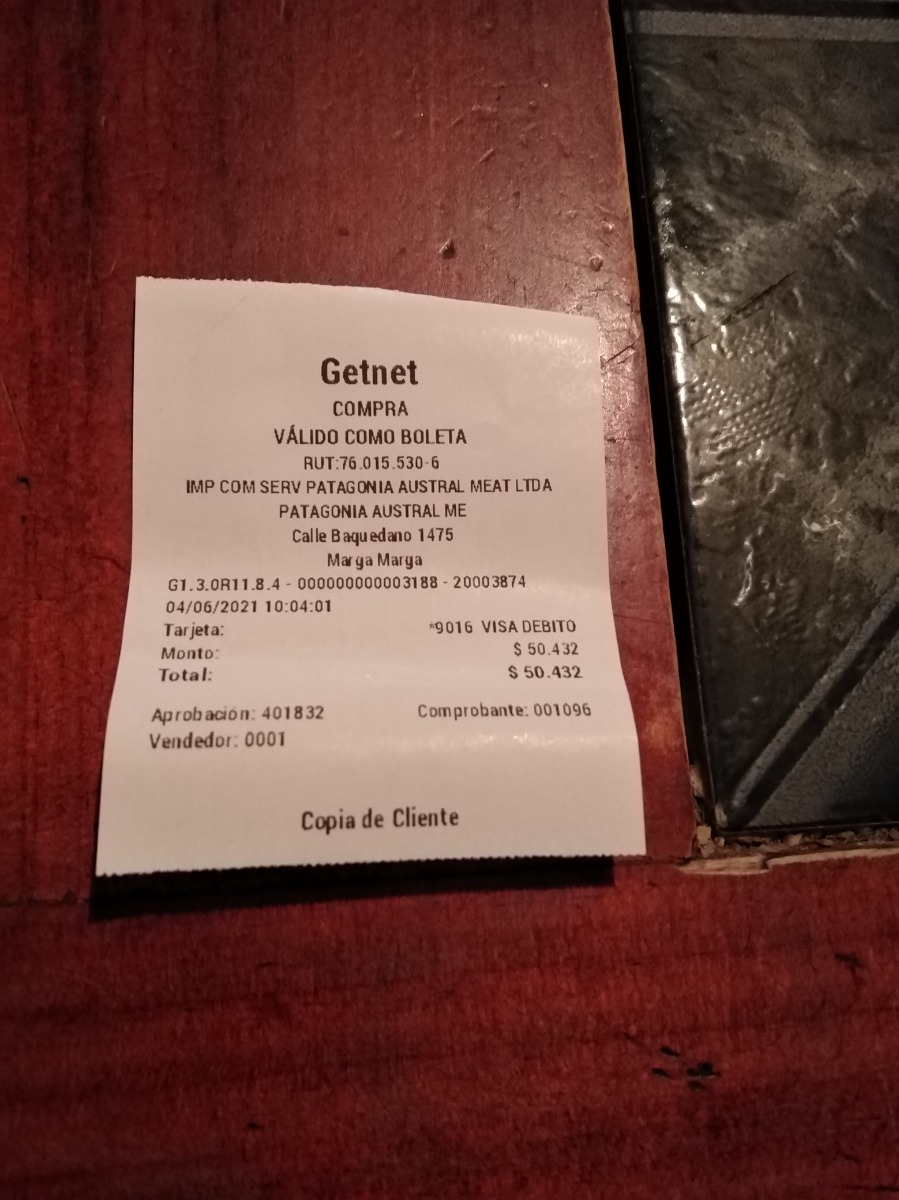 Getnet
COMPRA
VÁLIDO COMO BOLETA
RUT:76.015.530-6
IMP COM SERV PATAGONIA AUSTRAL MEAT LTDA
PATAGONIA AUSTRAL ME
Calle Baquedano 1475
Marga Marga
G1.3.0R11.8.4 - 000000000003188 - 20003874
04/06/2021 10:04:01
Tarjeta: *9016 VISA DEBITO
Monto: $ 50.432
Total: $ 50.432
Aprobación: 401832 Comprobante: 001096
Vendedor: 0001
Copia de Cliente